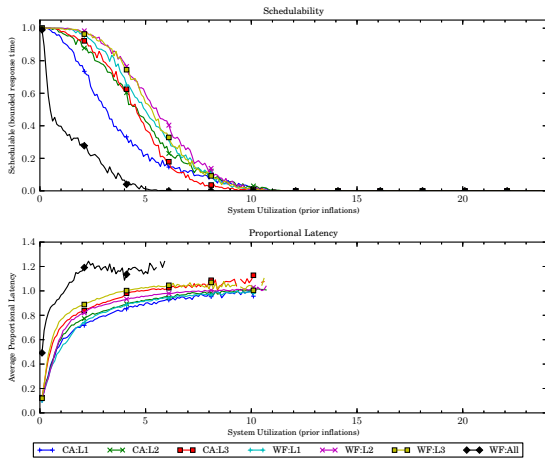 Schedulability
Schedulable (bounded response time)
1.0
0.8
0.6
0.4
0.2
0.0
0 5 10 15 20
System Utilization (prior inflations)
Proportional Latency
Average Proportional Latency
1.4
1.2
1.0
0.8
0.6
0.4
0.2
0.0
0 5 10 15 20
System Utilization (prior inflations)
CA:L1 CA:L2 CA:L3 WF:L1 WF:L2 WF:L3 WF:All